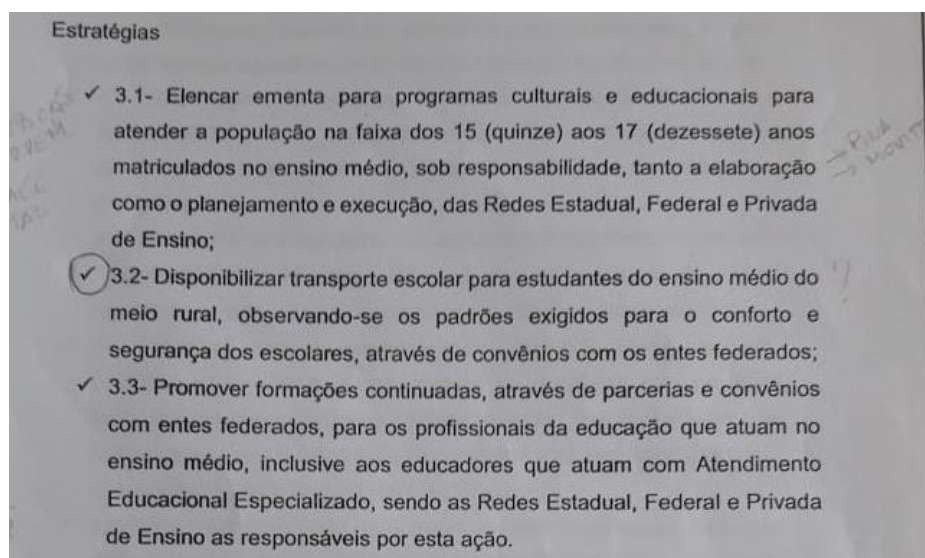 Estratégias
✓ 3.1- Elencar ementa para programas culturais e educacionais para
atender a população na faixa dos 15 (quinze) aos 17 (dezessete) anos
matriculados no ensino médio, sob responsabilidade, tanto a elaboração
como o planejamento e execução, das Redes Estadual, Federal e Privada
de Ensino;
✓ 3.2- Disponibilizar transporte escolar para estudantes do ensino médio do
meio rural, observando-se os padrões exigidos para o conforto e
segurança dos escolares, através de convênios com os entes federados;
✓ 3.3- Promover formações continuadas, através de parcerias e convênios
com entes federados, para os profissionais da educação que atuam no
ensino médio, inclusive aos educadores que atuam com Atendimento
Educacional Especializado, sendo as Redes Estadual, Federal e Privada
de Ensino as responsáveis por esta ação.
?